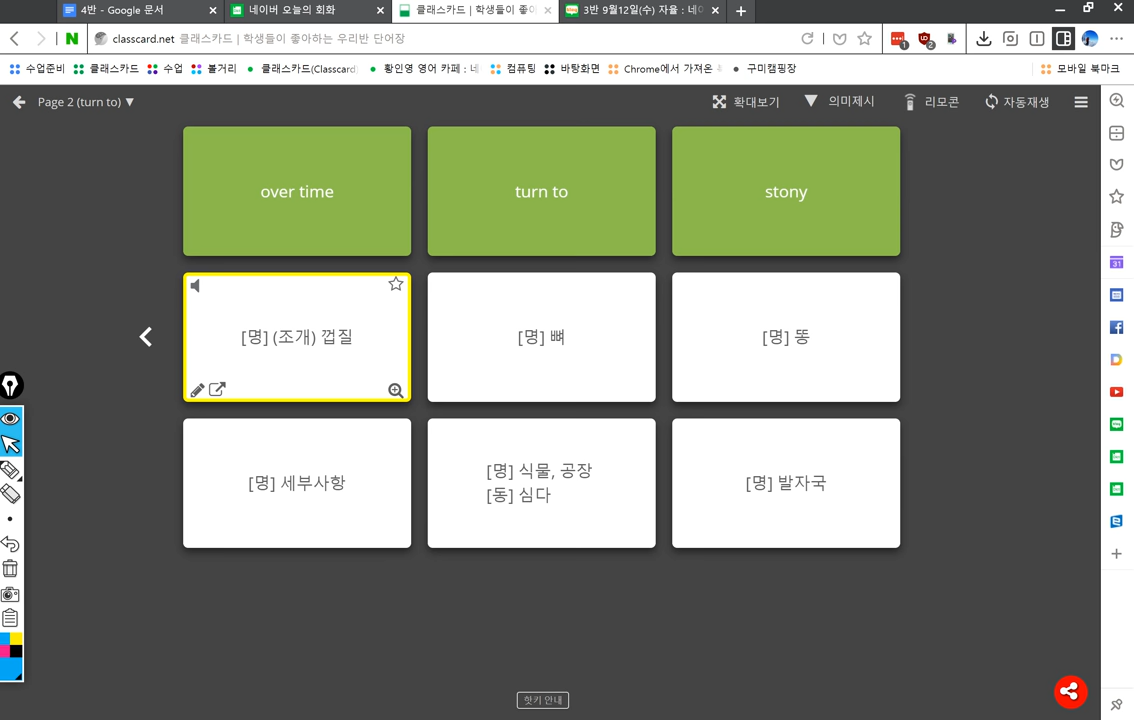 4반 - Google 문서
네이버 오늘의 회화
클래스카드 | 학생들이 좋아
3반 9월12일(수) 자율 : 네이
N
classcard.net 클래스카드 | 학생들이 좋아하는 우리반 단어장
1
2
수업준비
클래스카드
수업
볼거리
클래스카드(Classcard
황인영 영어 카페 : 네
컴퓨팅
바탕화면
Chrome에서 가져온
구미캠핑장
모바일 북마크
Page 2 (turn to) ▼
확대보기
의미제시
리모콘
자동재생
over time
turn to
stony
[명] (조개) 껍질
[명] 뼈
[명] 똥
[명] 세부사항
[명] 식물, 공장
[동] 심다
[명] 발자국
31
핫키 안내